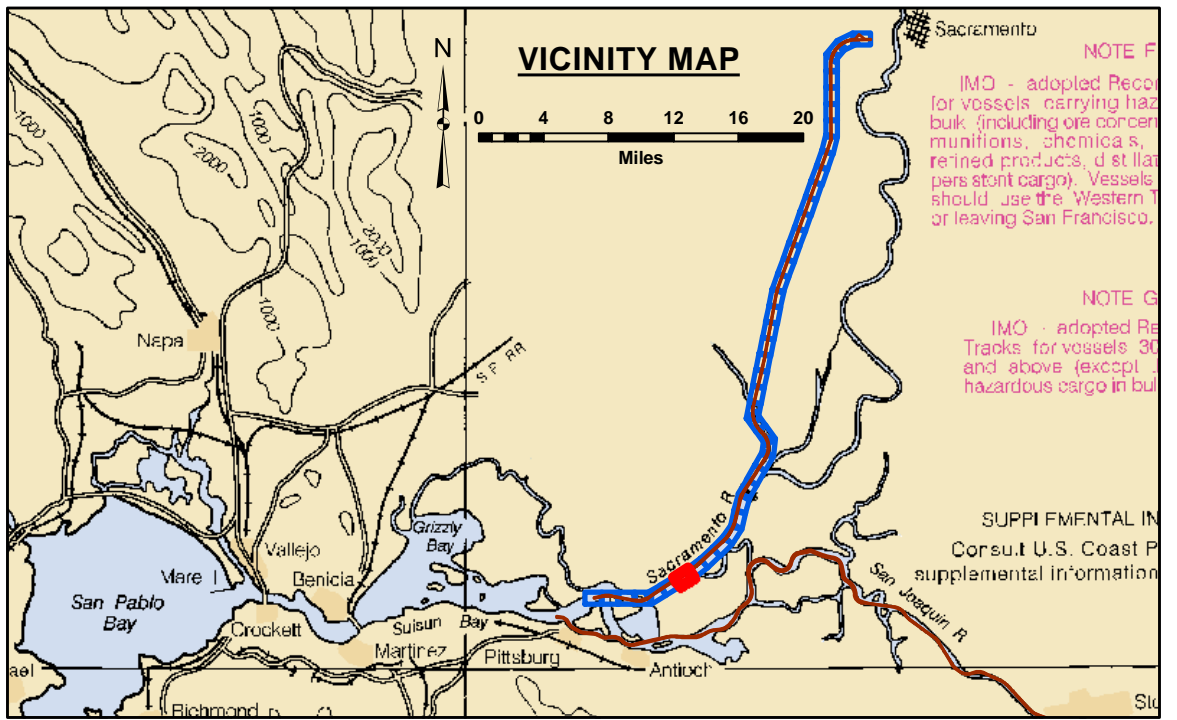 VICINITY MAP
N
0 4 8 12 16 20
Miles
Sacramento
NOTE F
IMO - adopted Recor
for vessels carrying haz
bulk (including ore concen
munitions, chemica s,
refined products, d st llat
pers stent cargo). Vessels
should use the Western T
or leaving San Francisco.
NOTE G
IMO - adopted Re
Tracks for vessels 30
and above (except
hazardous cargo in bul
1000
2000
1000
1000
2000
1000
1000
Napa
S P RR
Grizzly
Bay
Sacramento R
SUPPLEMENTAL IN
Consult U.S. Coast P
supplemental information
Vallejo
Mare I
Benicia
San Pablo
Bay
Crockett
Suisun Bay
Martinez
Pittsburg
Antioch
San Joaquin R
ael
Richmond
Sto